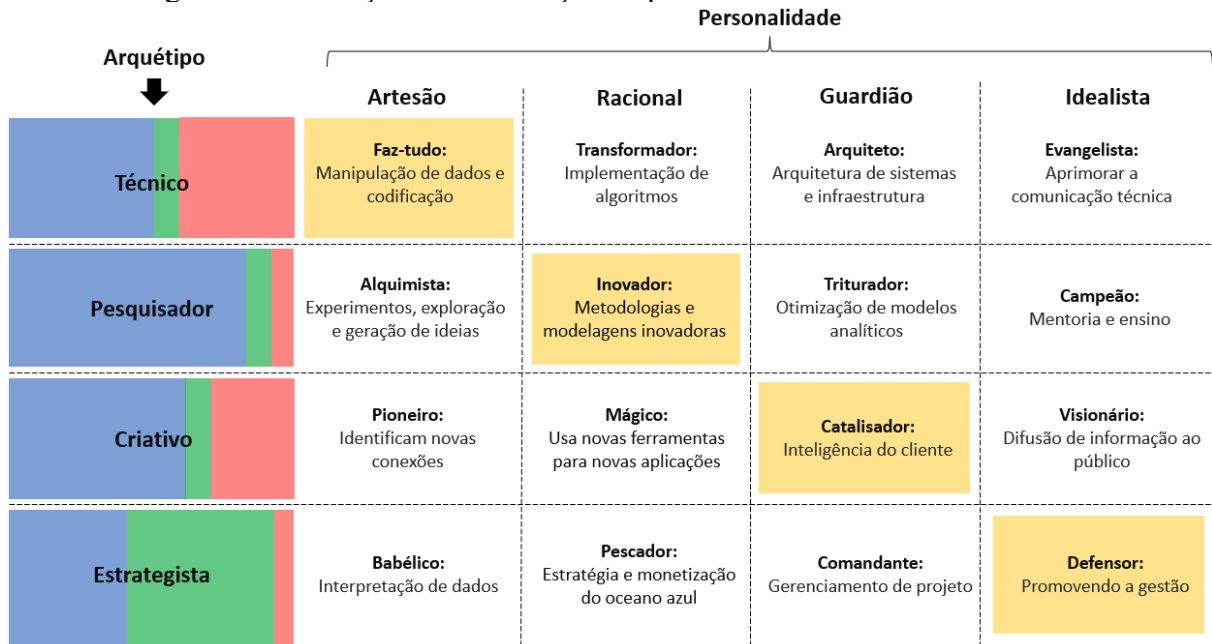 Personalidade
Arquétipo
Artesão
Racional
Guardião
Idealista
Técnico
Faz-tudo:
Manipulação de dados e
codificação
Transformador:
Implementação de
algoritmos
Arquiteto:
Arquitetura de sistemas
e infraestrutura
Evangelista:
Aprimorar a
comunicação técnica
Pesquisador
Alquimista:
Experimentos, exploração
e geração de ideias
Inovador:
Metodologias e
modelagens inovadoras
Triturador:
Otimização de modelos
analíticos
Campeão:
Mentoria e ensino
Criativo
Pioneiro:
Identificam novas
conexões
Mágico:
Usa novas ferramentas
para novas aplicações
Catalisador:
Inteligência do cliente
Visionário:
Difusão de informação ao
público
Estrategista
Babélico:
Interpretação de dados
Pescador:
Estratégia e monetização
do oceano azul
Comandante:
Gerenciamento de projeto
Defensor:
Promovendo a gestão